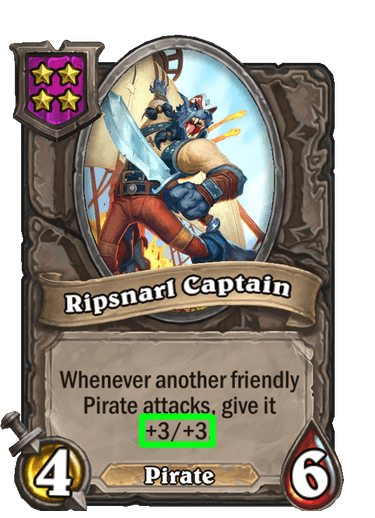 Ripsnarl Captain
Whenever another friendly
Pirate attacks, give it
+3/+3
4
Pirate
6